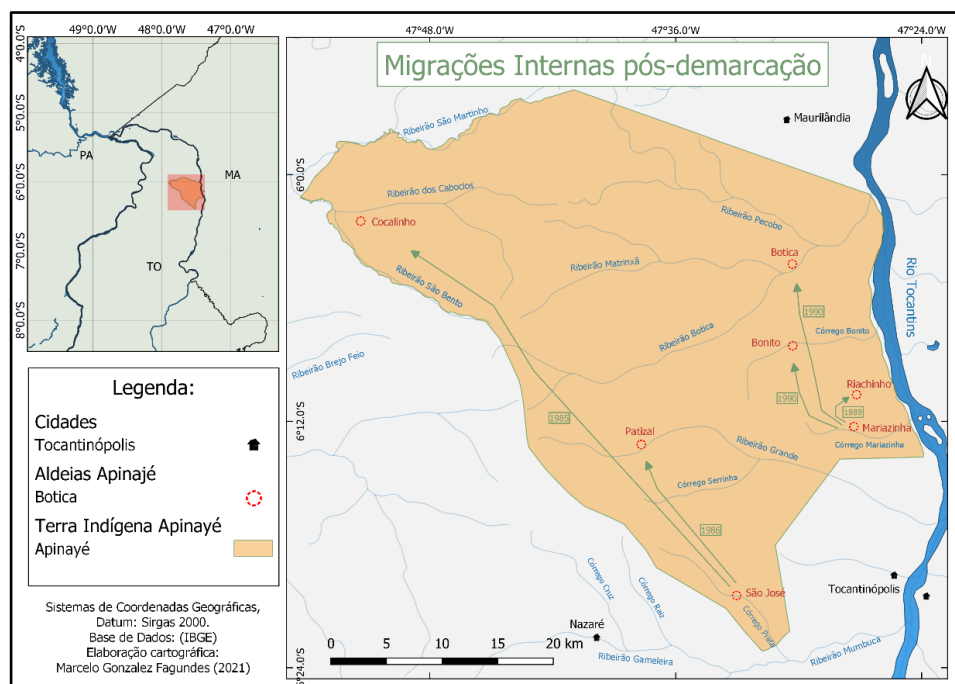 49°0.0'W 48°0.0'W 47°0.0'W
4°0.0'S
5°0.0'S
6°0.0'S
7°0.0'S
8°0.0'S
PA
MA
TO
Legenda:
Cidades
Tocantinópolis
Aldeias Apinajé
Botica
Terra Indígena Apinayé
Apinayé
Sistemas de Coordenadas Geográficas,
Datum: Sirgas 2000.
Base de Dados: (IBGE)
Elaboração cartográfica:
Marcelo Gonzalez Fagundes (2021)
47°48.0'W 47°36.0'W 47°24.0'W
Migrações Internas pós-demarcação
N
6°0.0'S
6°12.0'S
6°24.0'S
Ribeirão São Martinho
Maurilândia
Ribeirão dos Caboclos
Cocalinho
Ribeirão Pecobo
Botica
Ribeirão Matrinxã
Ribeirão São Bento
Rio Tocantins
1990
Ribeirão Botica
Córrego Bonito
Bonito
Ribeirão Brejo Feio
Riachinho
1990
1989
1985
Mariazinha
Patizal
Córrego Mariazinha
Ribeirão Grande
Córrego Serrinha
1986
Córrego Cruz
Córrego Raiz
São José
Tocantinópolis
Córrego Prata
Nazaré
Ribeirão Gameleira
Ribeirão Mumbuca
0 5 10 15 20 km